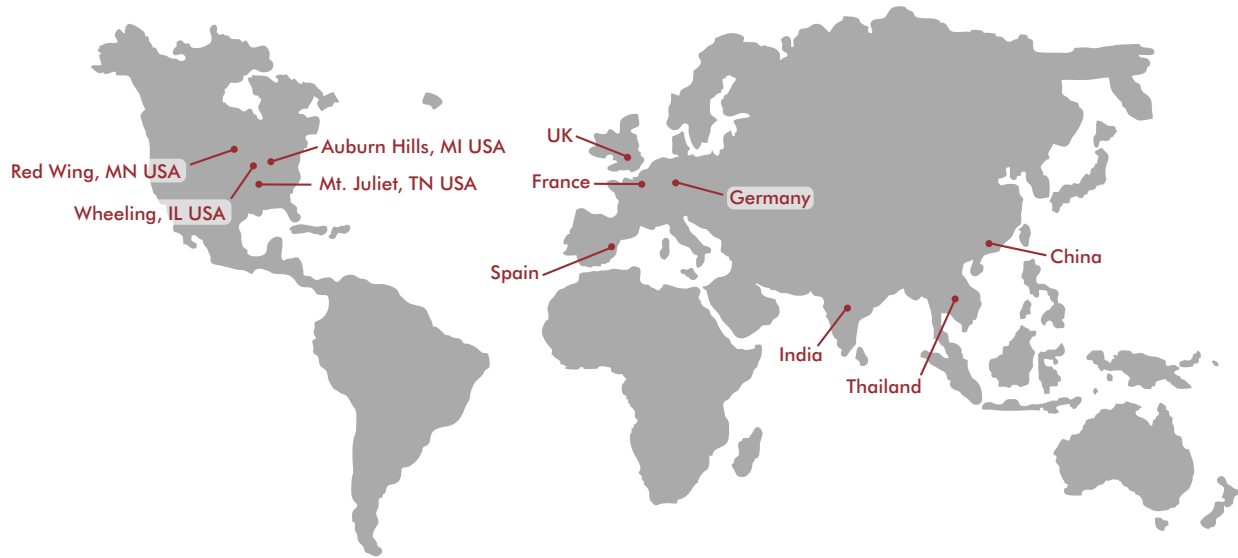 Auburn Hills, MI USA
Red Wing, MN USA
Mt. Juliet, TN USA
Wheeling, IL USA
UK
France
Germany
Spain
China
India
Thailand